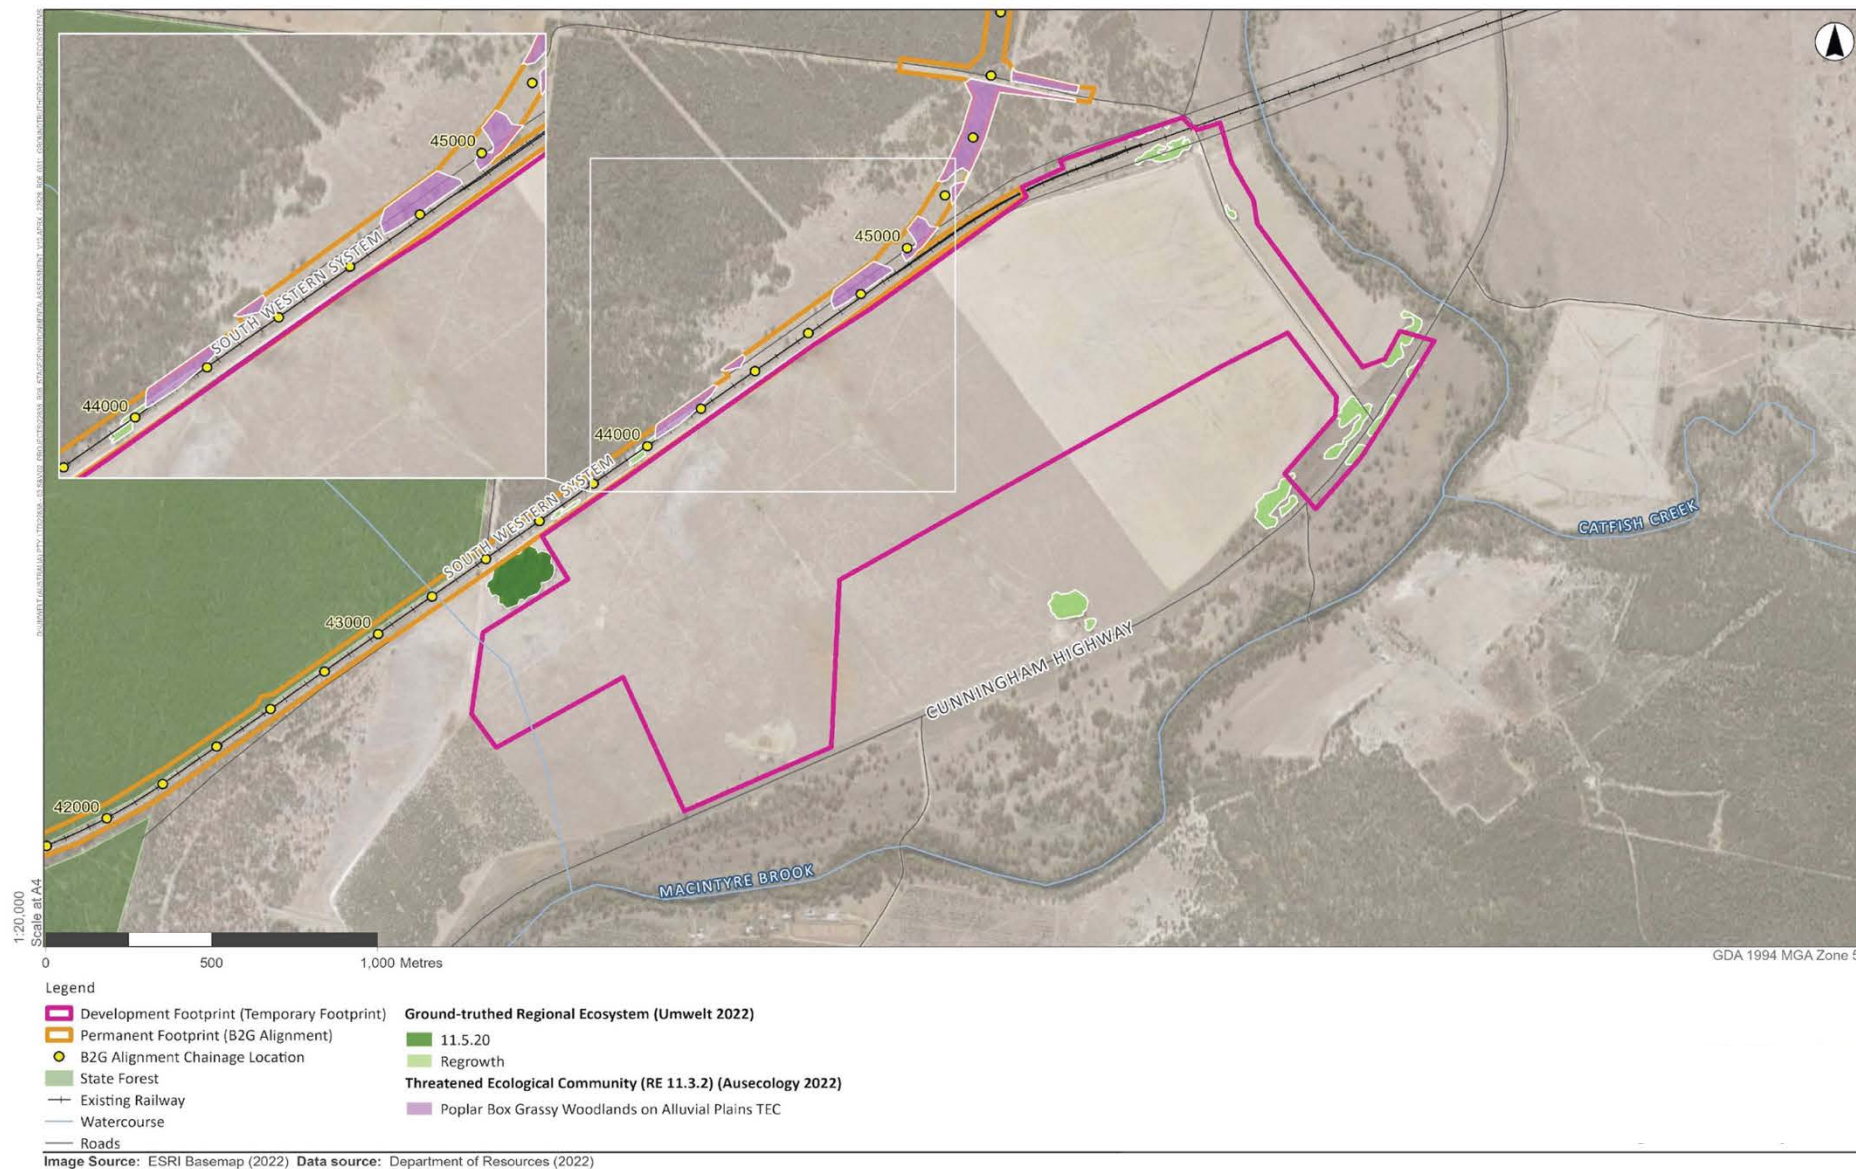 45000
44000
SOUTH WESTERN SYSTEM
45000
44000
SOUTH WESTERN SYSTEM
43000
42000
CATFISH CREEK
CUNNINGHAM HIGHWAY
MACINTYRE BROOK
1:20,000
Scale at A4
0 500 1,000 Metres
GDA 1994 MGA Zone 5
Legend
Development Footprint (Temporary Footprint)
Permanent Footprint (B2G Alignment)
B2G Alignment Chainage Location
State Forest
Existing Railway
Watercourse
Roads
Ground-truthed Regional Ecosystem (Umwelt 2022)
11.5.20
Regrowth
Threatened Ecological Community (RE 11.3.2) (Ausecology 2022)
Poplar Box Grassy Woodlands on Alluvial Plains TEC
Image Source: ESRI Basemap (2022) Data source: Department of Resources (2022)